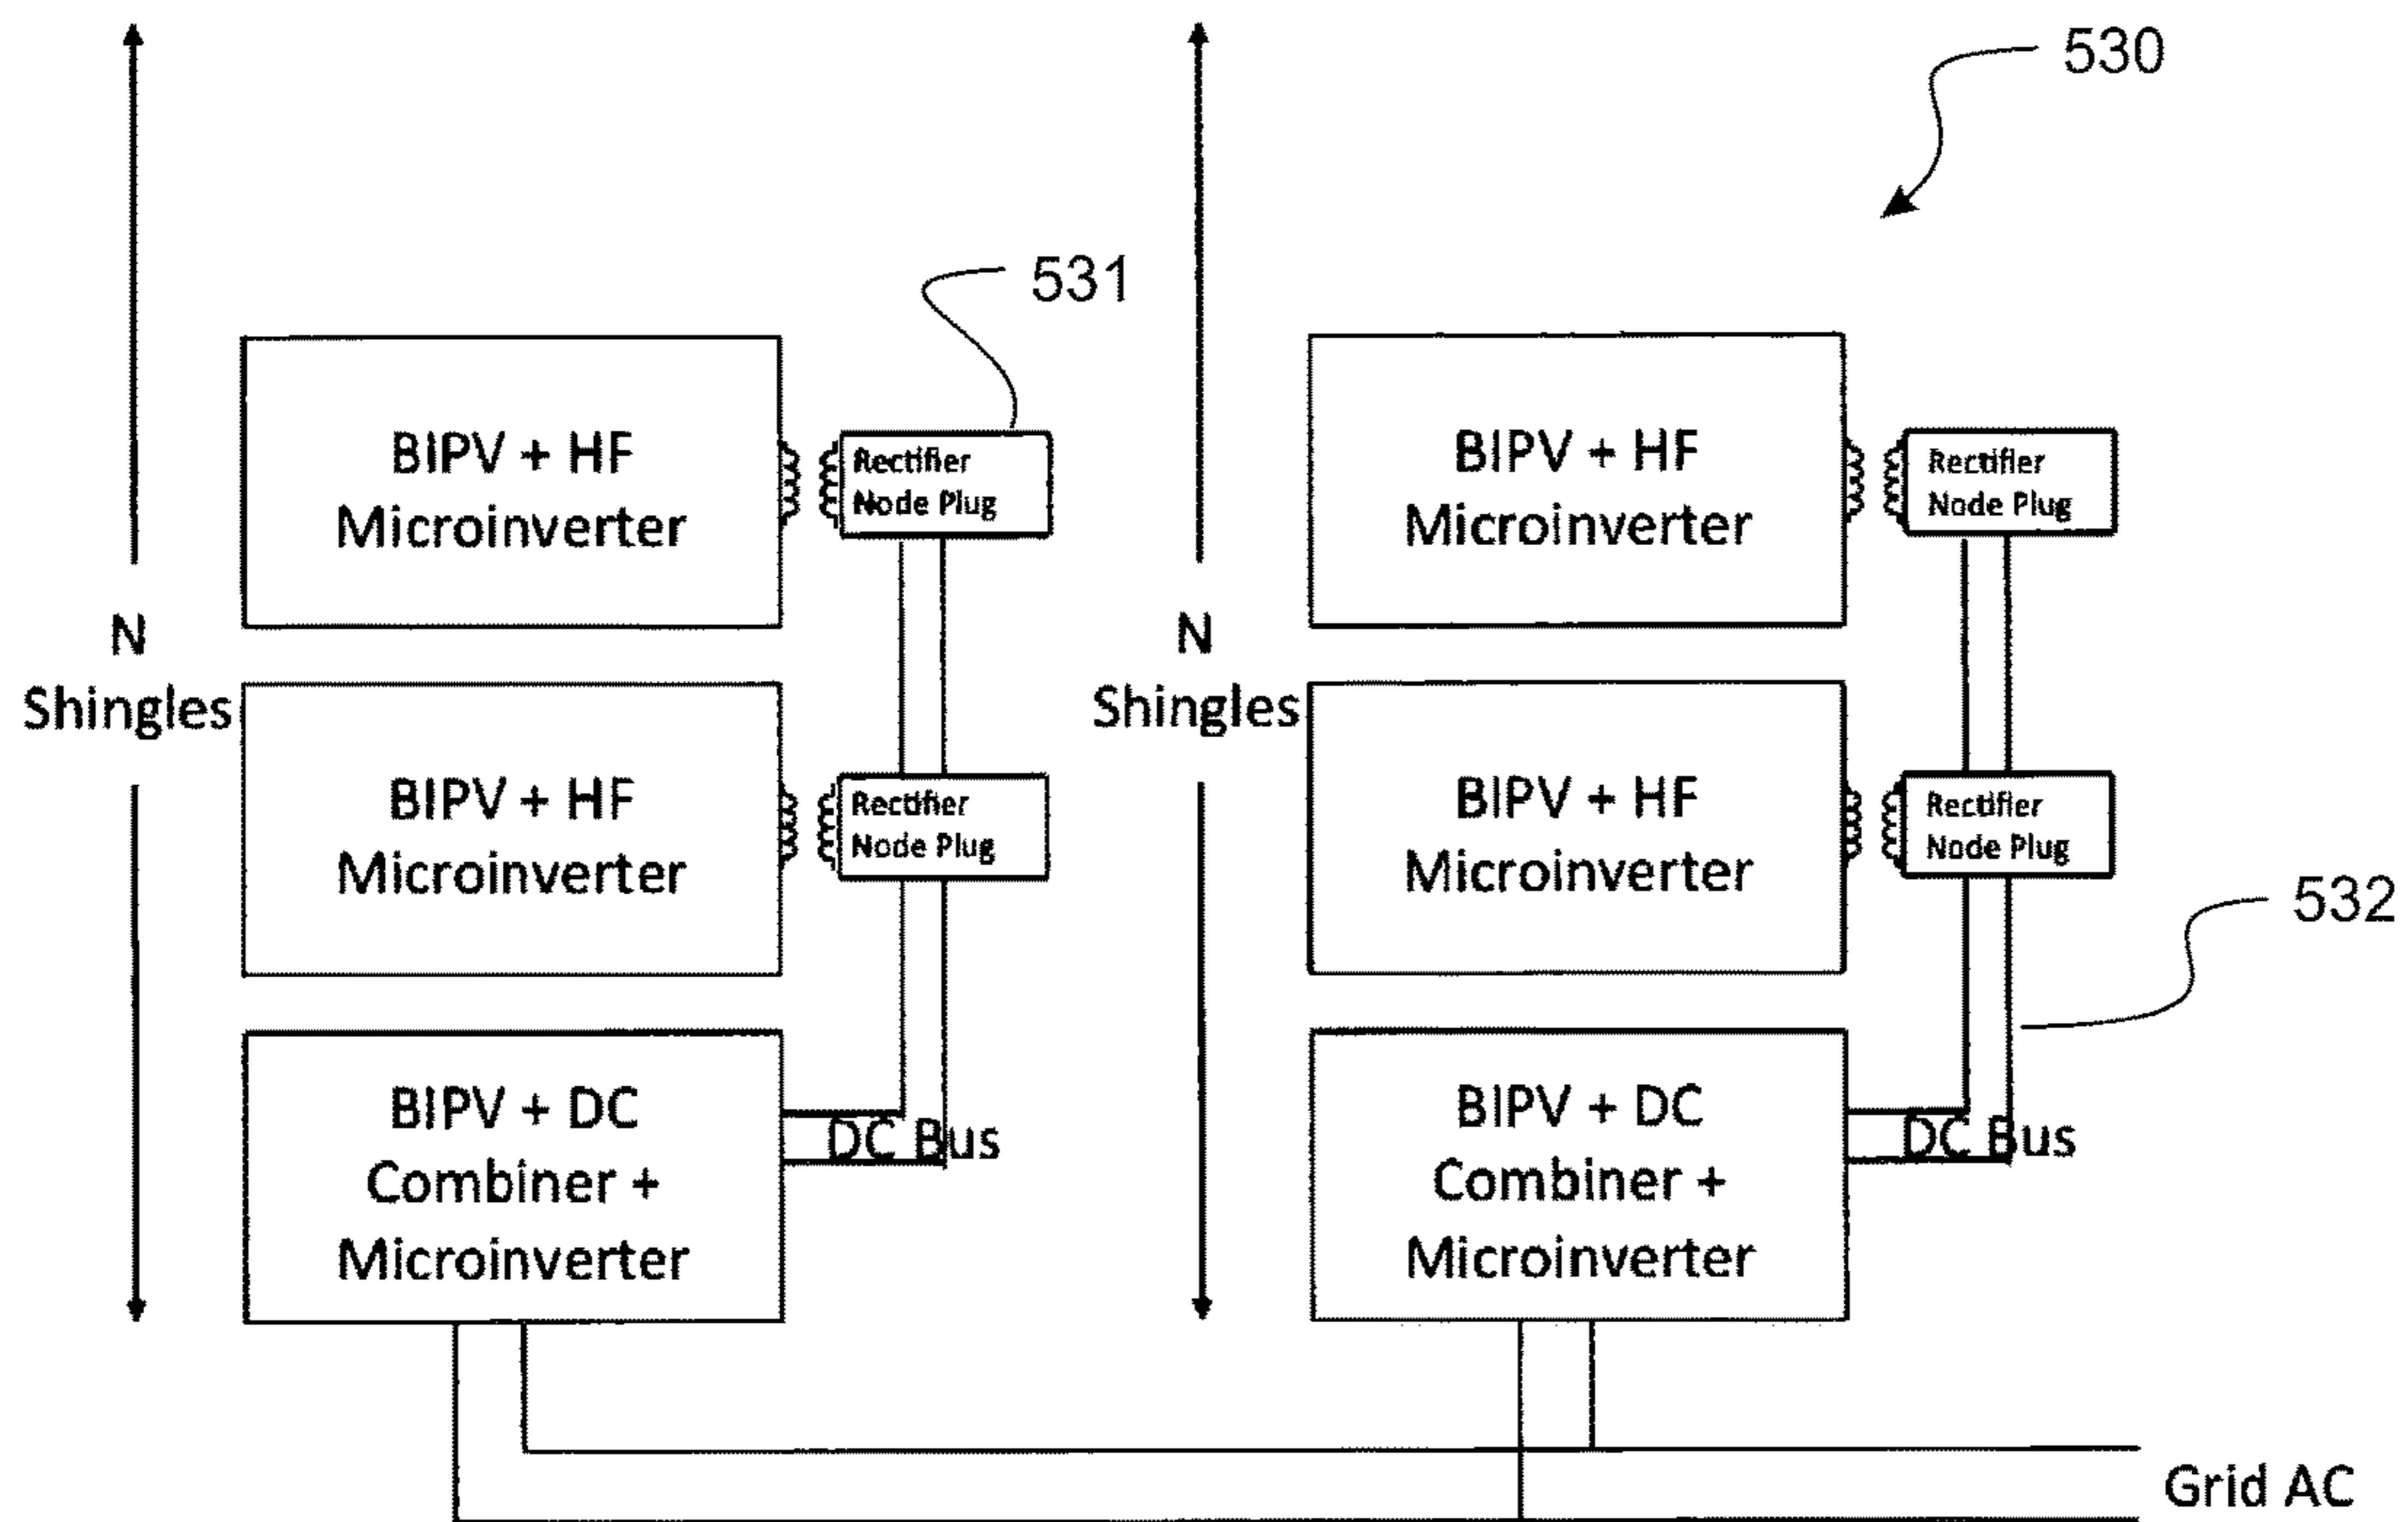 530
531
BIPV + HF
Microinverter
Rectifier
Node Plug
BIPV + HF
Microinverter
Rectifier
Node Plug
N
Shingles
N
Shingles
BIPV + HF
Microinverter
Rectifier
Node Plug
BIPV + HF
Microinverter
Rectifier
Node Plug
532
BIPV + DC
Combiner +
Microinverter
DC Bus
BIPV + DC
Combiner +
Microinverter
DC Bus
Grid AC